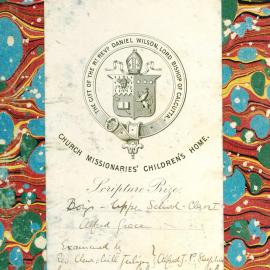 THE GIFT OF THE RT. REVD. DANIEL WILSON, LORD BISHOP OF CALCUTTA.
CHURCH MISSIONARIES' CHILDREN'S HOME.
Scripture Prize
Boys - Upper School - Class I
Alfred Grace
Examined by
Rev.